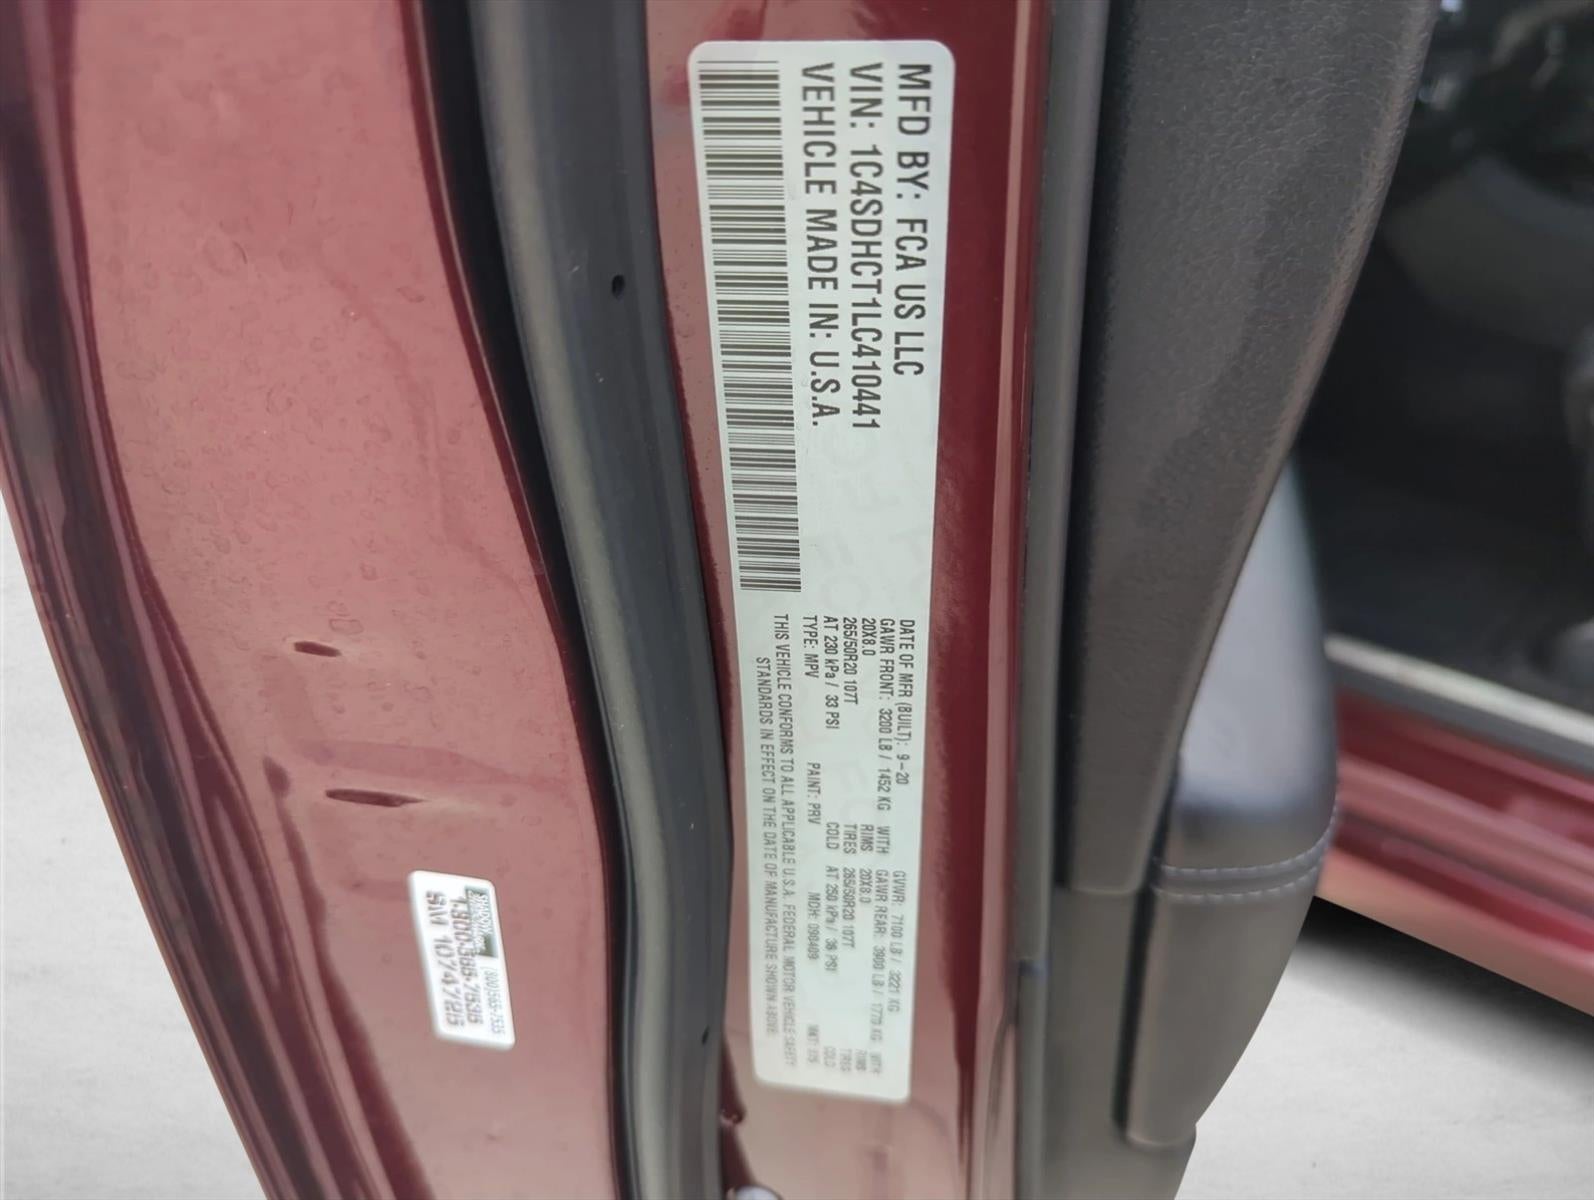 MFD BY: FCA US LLC
VIN: 1C4SDHCT1LC410441
VEHICLE MADE IN: U.S.A.
DATE OF MFR (BUILT): 9-20 GVWR: 7100 LB / 3221 KG
GAWR FRONT: 3200 LB / 1452 KG WITH GAWR REAR: 3900 LB / 1770 KG WITH
20X8.0 RIMS 20X8.0 RIMS
265/50R20 107T TIRES 265/50R20 107T TIRES
AT 230 kPa / 33 PSI COLD AT 250 kPa / 36 PSI COLD
TYPE: MPV PAINT: PRV MDH: 090409
THIS VEHICLE CONFORMS TO ALL APPLICABLE U.S.A. FEDERAL MOTOR VEHICLE SAFETY
STANDARDS IN EFFECT ON THE DATE OF MANUFACTURE SHOWN ABOVE.
(800)565-7535
SM 10747215